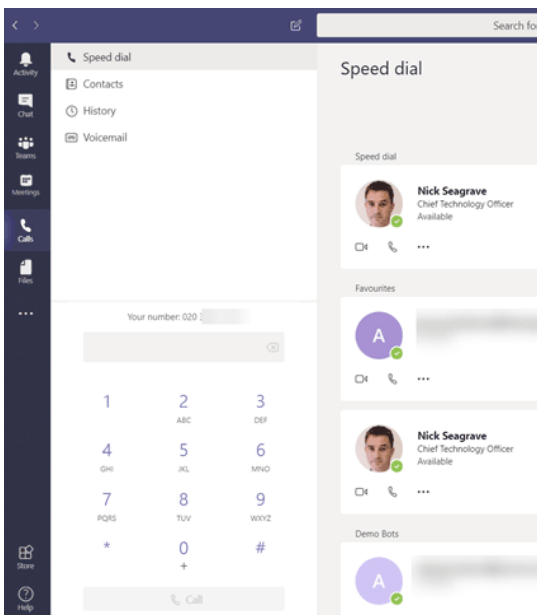 Search fo
Activity
Chat
Teams
Meetings
Calls
Files
Store
Help
Speed dial
Contacts
History
Voicemail
Your number: 020
1
2
ABC
3
DEF
4
GHI
5
JKL
6
MNO
7
PQRS
8
TUV
9
WXYZ
*
0
+
#
Call
Speed dial
Speed dial
Nick Seagrave
Chief Technology Officer
Available
Favourites
A
Nick Seagrave
Chief Technology Officer
Available
Demo Bots
A